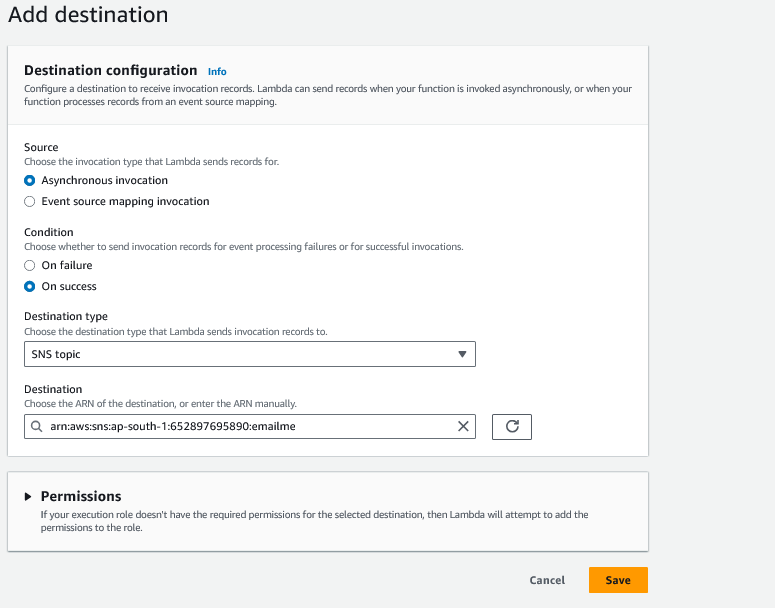 Add destination
Destination configuration Info
Configure a destination to receive invocation records. Lambda can send records when your function is invoked asynchronously, or when your
function processes records from an event source mapping.
Source
Choose the invocation type that Lambda sends records for.
Asynchronous invocation
Event source mapping invocation
Condition
Choose whether to send invocation records for event processing failures or for successful invocations.
On failure
On success
Destination type
Choose the destination type that Lambda sends invocation records to.
SNS topic
Destination
Choose the ARN of the destination, or enter the ARN manually.
arn:aws:sns:ap-south-1:652897695890:emailme
Permissions
If your execution role doesn't have the required permissions for the selected destination, then Lambda will attempt to add the
permissions to the role.
Cancel Save